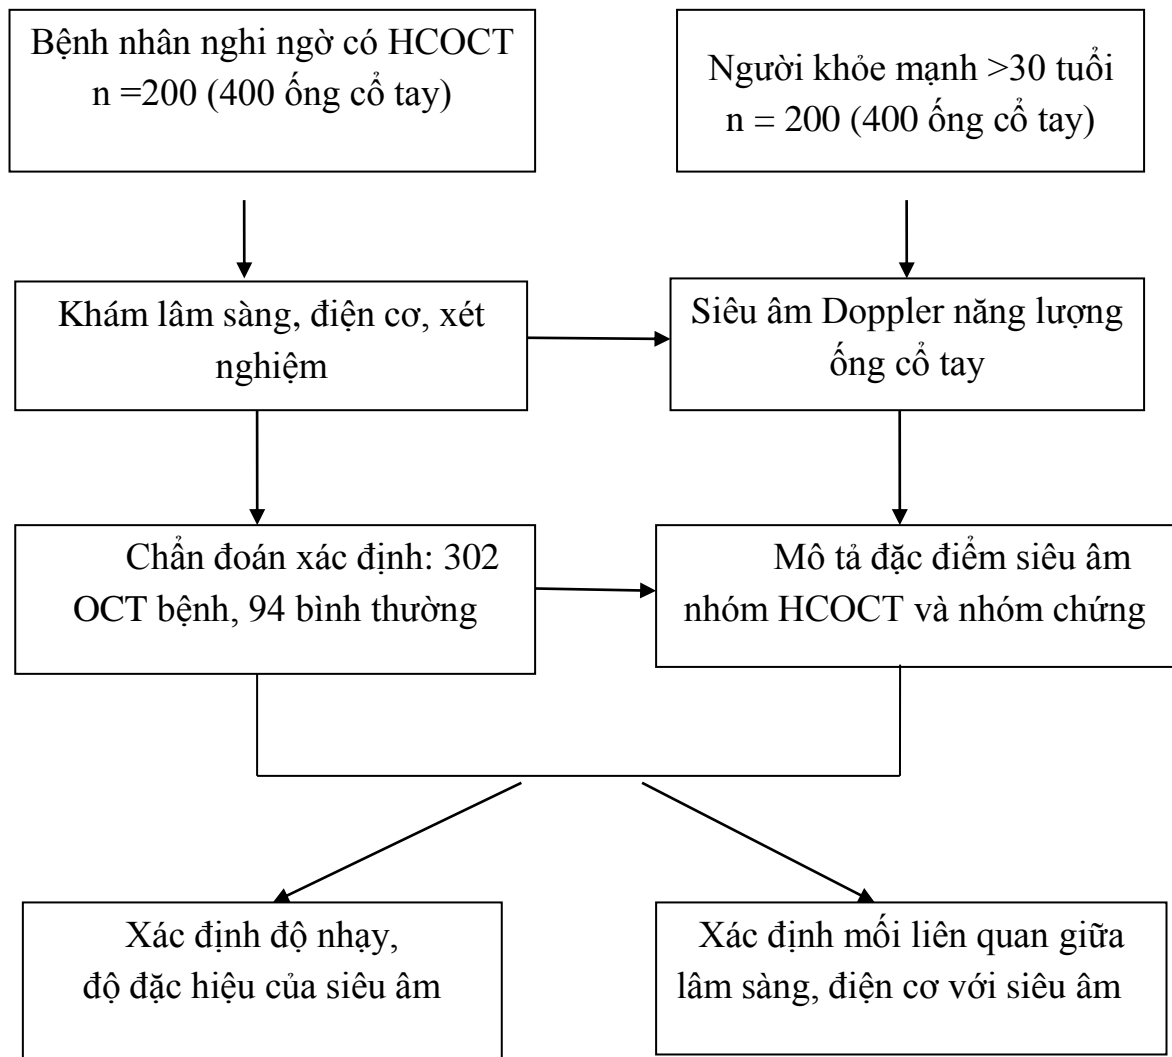 Bệnh nhân nghi ngờ có HCOCT
n =200 (400 ống cổ tay)
Người khỏe mạnh >30 tuổi
n = 200 (400 ống cổ tay)
Khám lâm sàng, điện cơ, xét
nghiệm
Siêu âm Doppler năng lượng
ống cổ tay
Chẩn đoán xác định: 302
OCT bệnh, 94 bình thường
Mô tả đặc điểm siêu âm
nhóm HCOCT và nhóm chứng
Xác định độ nhạy,
độ đặc hiệu của siêu âm
Xác định mối liên quan giữa
lâm sàng, điện cơ với siêu âm